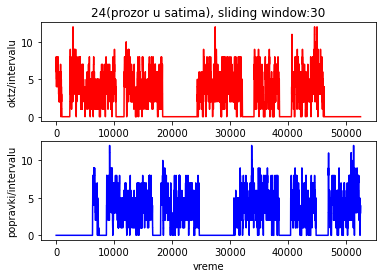 24(prozor u satima), sliding window:30
oktz/intervalu
10
5
0
0 10000 20000 30000 40000 50000
popravki/intervalu
10
5
0
0 10000 20000 30000 40000 50000
vreme